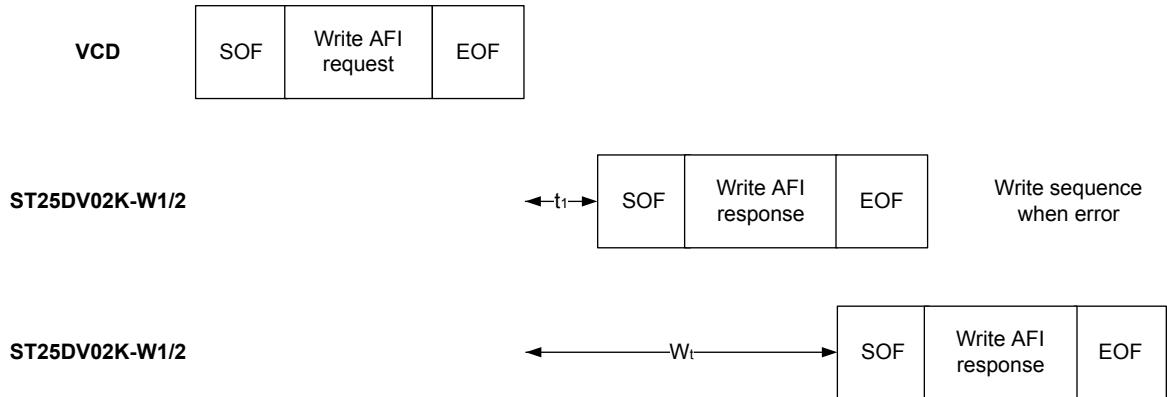 VCD
SOF
Write AFI
request
EOF
ST25DV02K-W1/2
t1
SOF
Write AFI
response
EOF
Write sequence
when error
ST25DV02K-W1/2
Wt
SOF
Write AFI
response
EOF